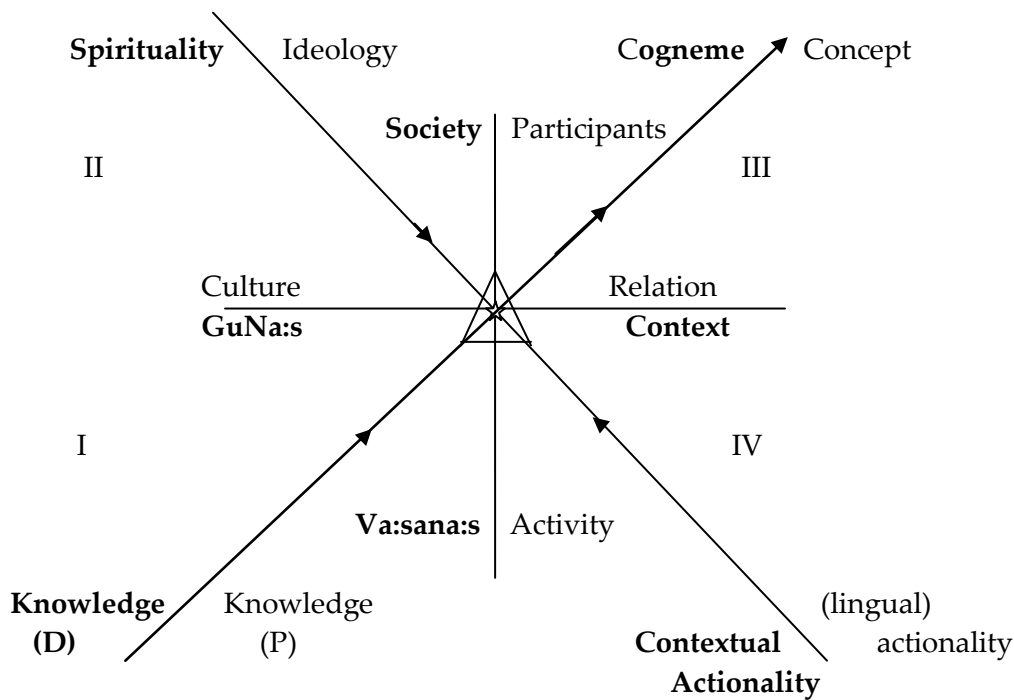 Spirituality Ideology Cogneme Concept
Society Participants
II III
Culture Relation
GuNa:s Context
I IV
Va:sana:s Activity
Knowledge Knowledge (lingual)
(D) (P) Contextual actionality
Actionality